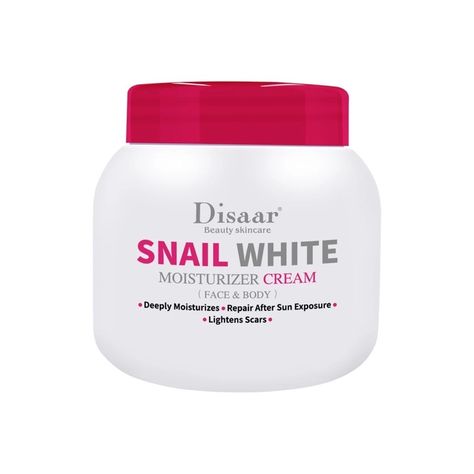 Disaar®
Beauty skincare
SNAIL WHITE
MOISTURIZER CREAM
( FACE & BODY )
• Deeply Moisturizes • Repair After Sun Exposure •
• Lightens Scars •